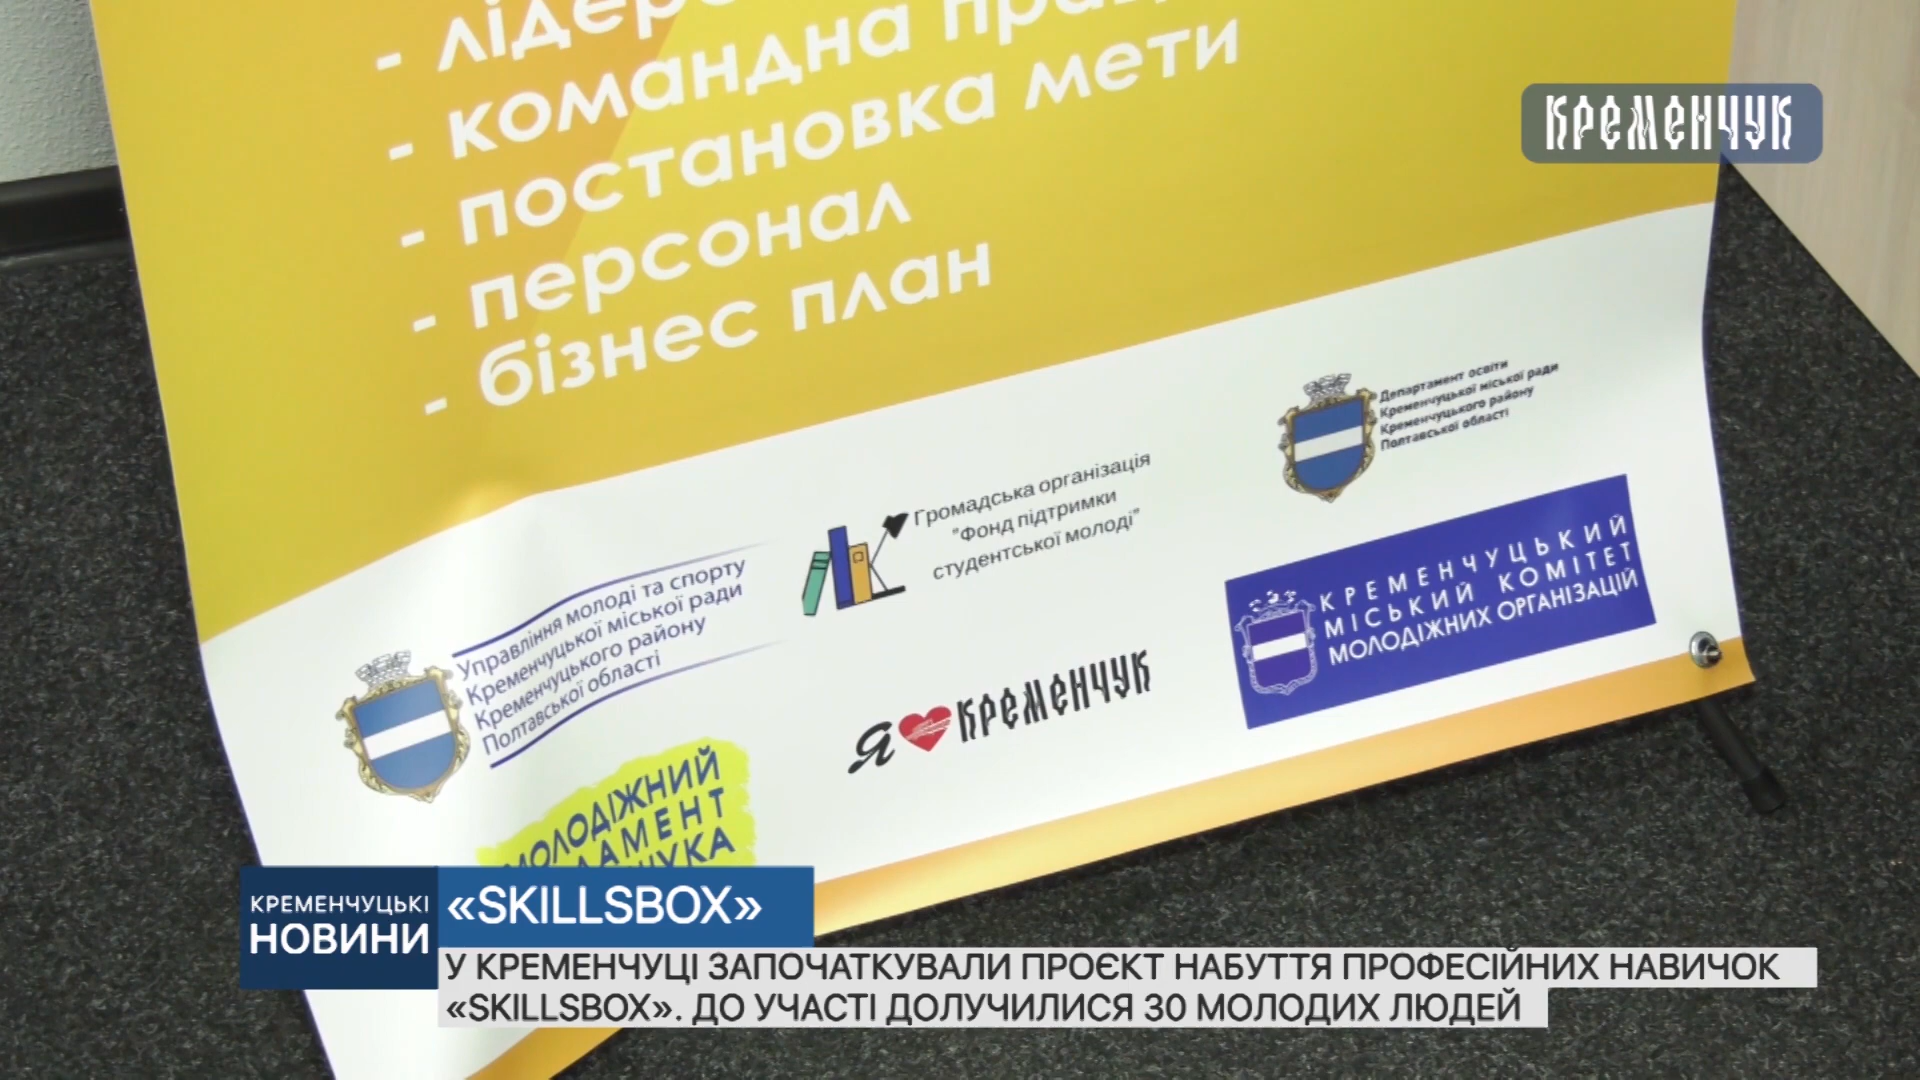 - командна
- постановка мети
- персонал
- бізнес план
КРЕМЕНЧУК
Департамент освіти
Кременчуцької міської ради
Кременчуцького району
Полтавської області
Громадська організація
"Фонд підтримки
студентської молоді"
КРЕМЕНЧУЦЬКИЙ
МІСЬКИЙ КОМІТЕТ
МОЛОДІЖНИХ ОРГАНІЗАЦІЙ
Управління молоді та спорту
Кременчуцької міської ради
Кременчуцького району
Полтавської області
Я КРЕМЕНЧУК
МОЛОДІЖНИЙ
КРЕМЕНЧУЦЬКІ
НОВИНИ
«SKILLSBOX»
У КРЕМЕНЧУЦІ ЗАПОЧАТКУВАЛИ ПРОЄКТ НАБУТТЯ ПРОФЕСІЙНИХ НАВИЧОК
«SKILLSBOX». ДО УЧАСТІ ДОЛУЧИЛИСЯ 30 МОЛОДИХ ЛЮДЕЙ